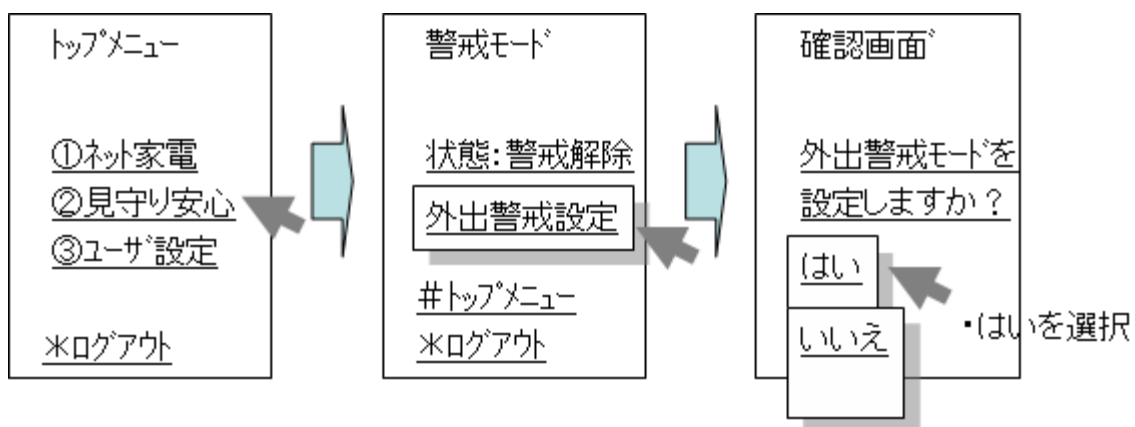 トップメニュー
①ネット家電
②見守り安心
③ユーザ設定
＊ログアウト
警戒モード
状態：警戒解除
外出警戒設定
＃トップメニュー
＊ログアウト
確認画面゛
外出警戒モードを
設定しますか？
はい
いいえ
・はいを選択